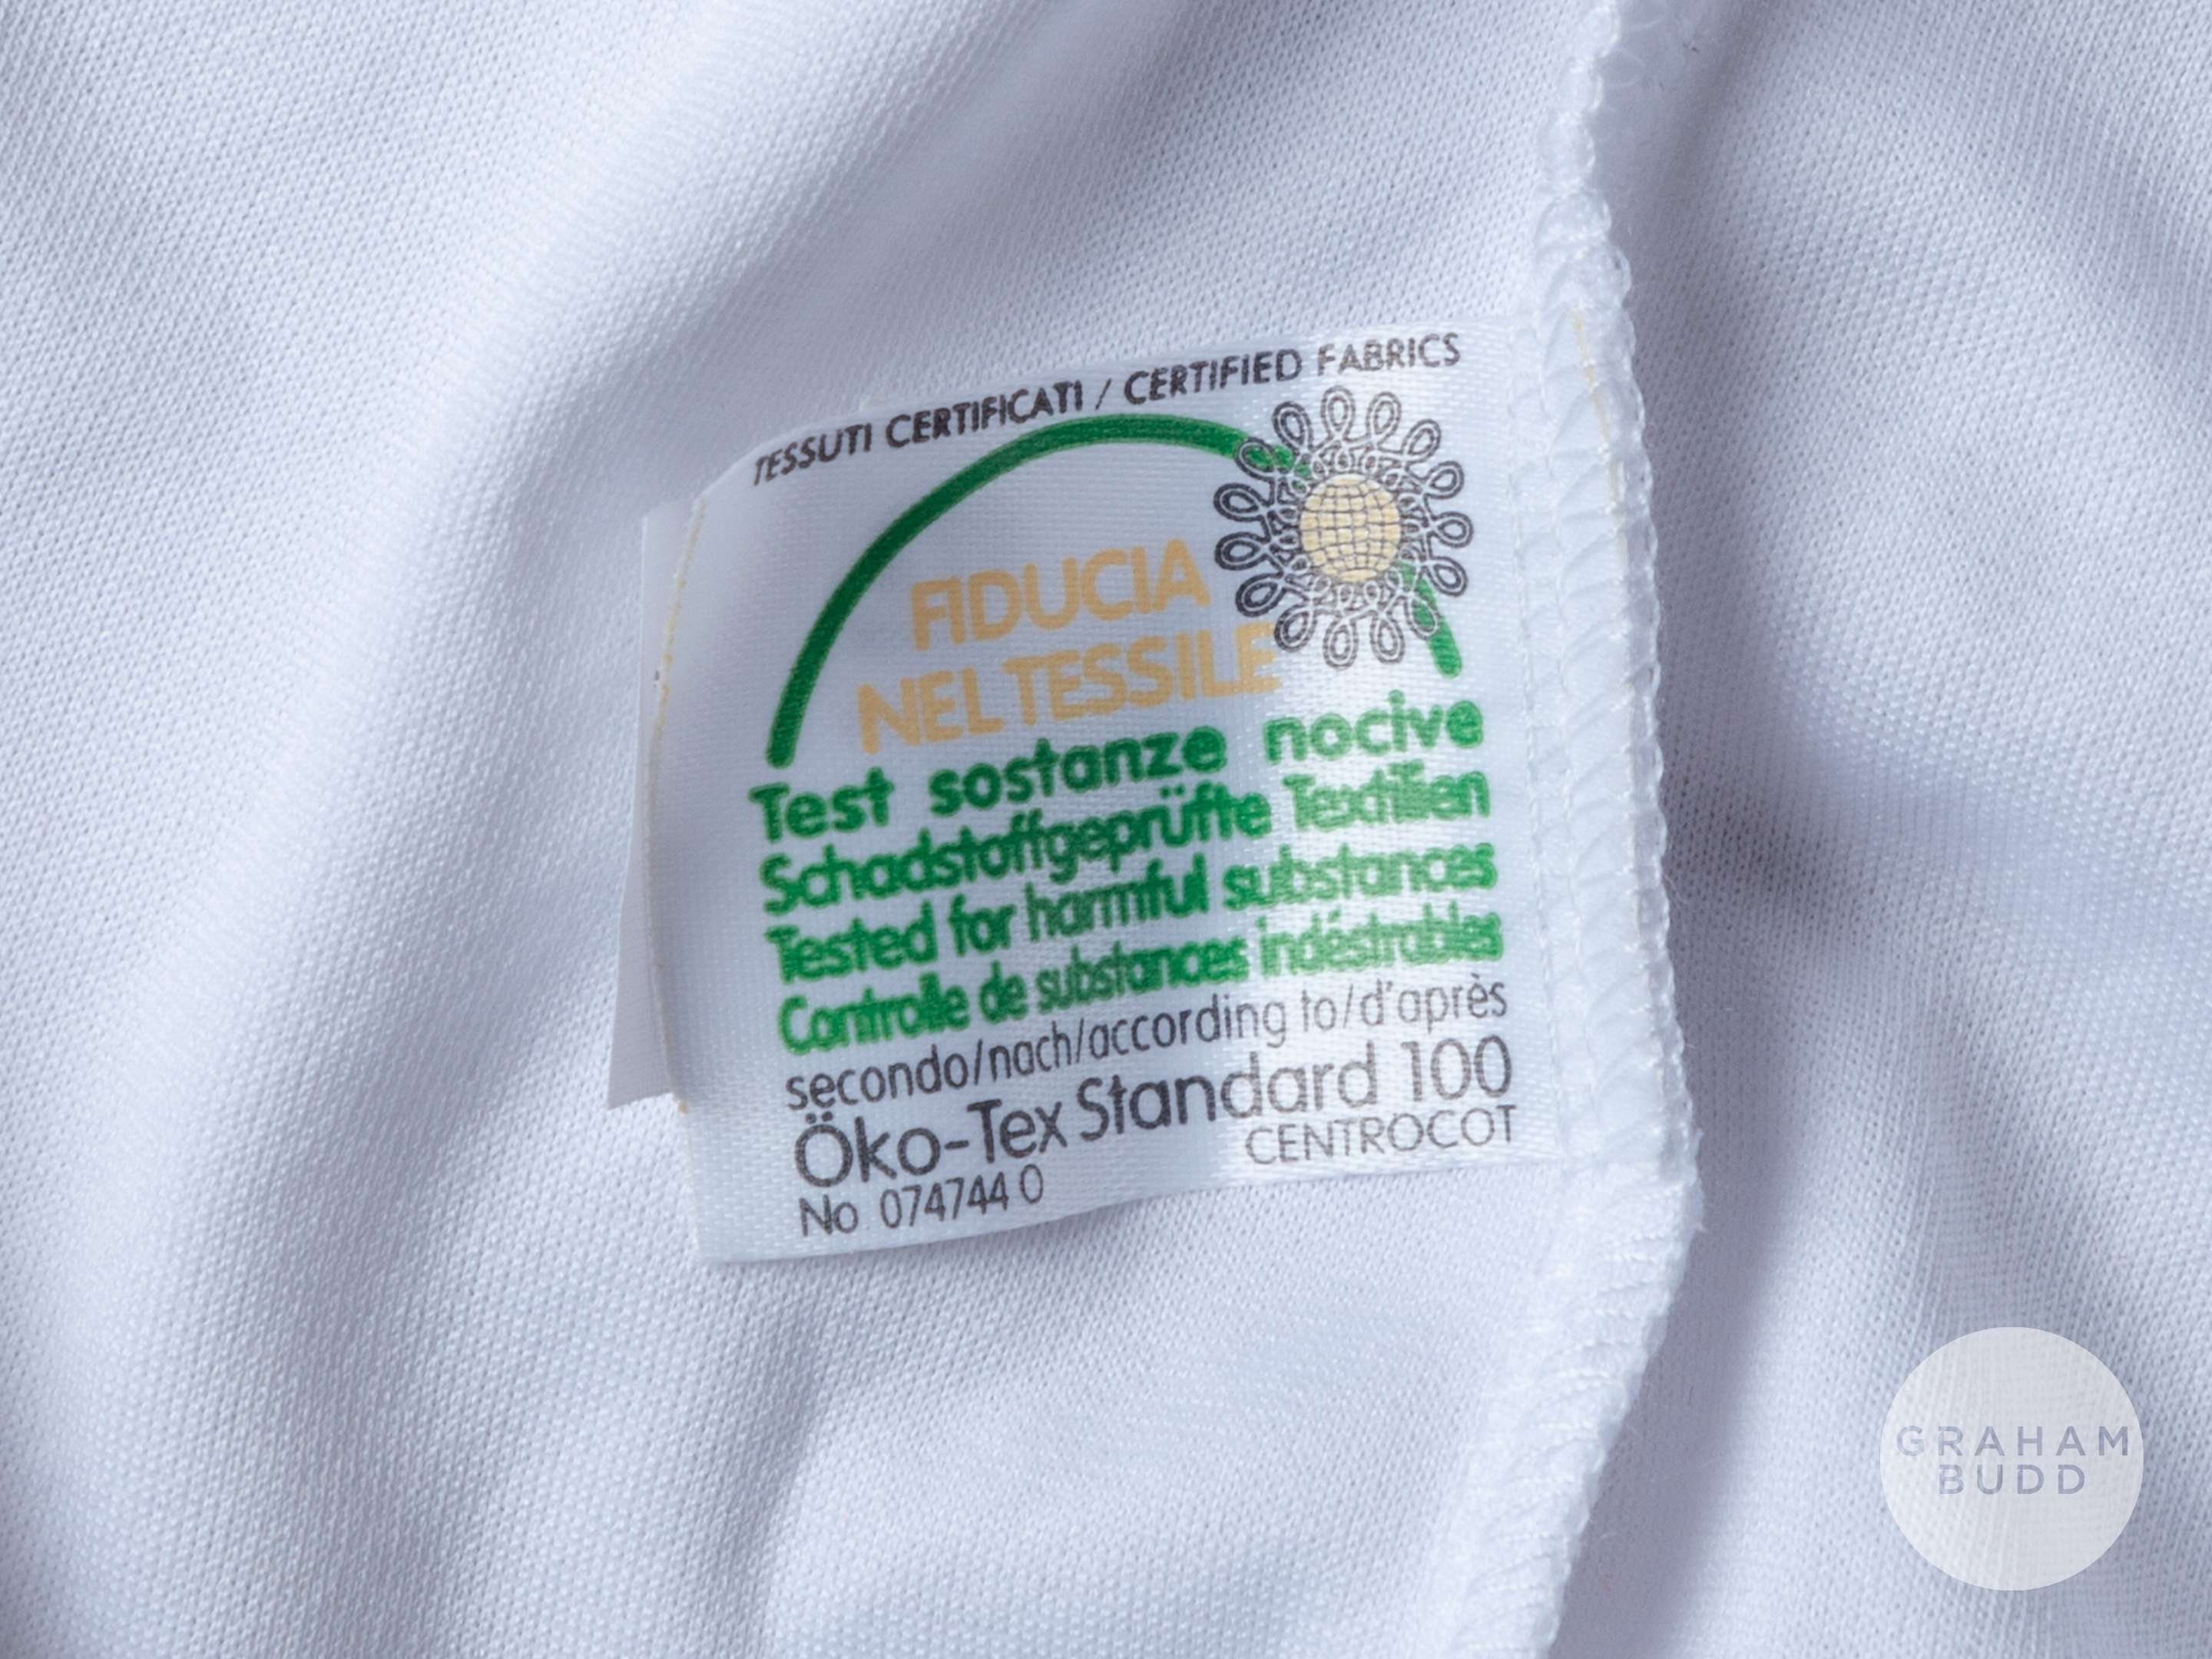 TESSUTI CERTIFICATI / CERTIFIED FABRICS
FIDUCIA
NEL TESSILE
Test sostanze nocive
Schadstoffgeprüfte Textilien
Tested for harmful substances
Controlle de substances indéstrables
secondo/nach/according to/d'après
Öko-Tex Standard 100
CENTROCOT
No 074744 0
GRAHAM
BUDD